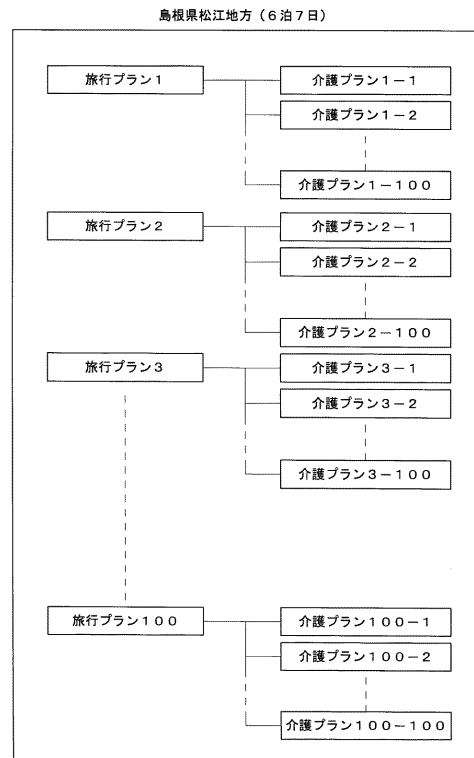 島根県松江地方（６泊７日）
旅行プラン１
介護プラン１－１
介護プラン１－２
介護プラン１－１００
旅行プラン２
介護プラン２－１
介護プラン２－２
介護プラン２－１００
旅行プラン３
介護プラン３－１
介護プラン３－２
介護プラン３－１００
旅行プラン１００
介護プラン１００－１
介護プラン１００－２
介護プラン１００－１００